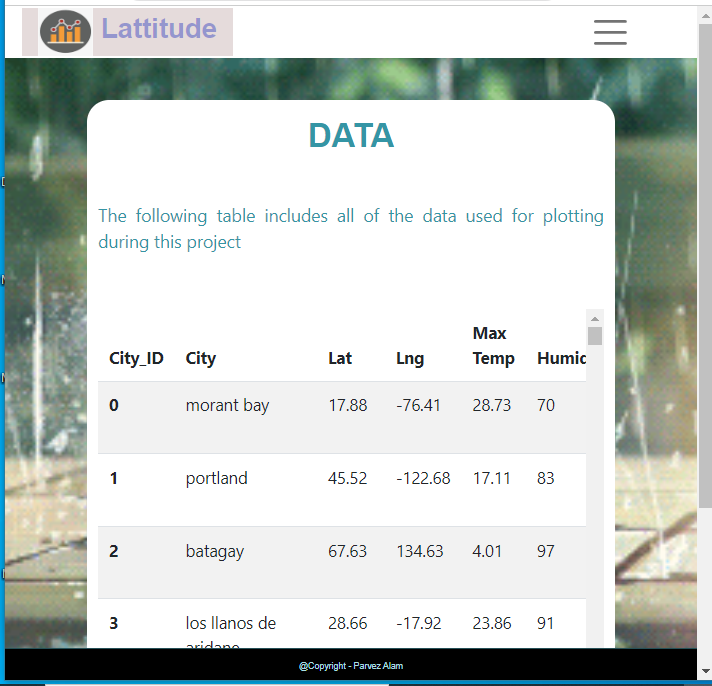 Lattitude
DATA
The following table includes all of the data used for plotting
during this project
Max
City_ID City Lat Lng Temp Humid
0 morant bay 17.88 -76.41 28.73 70
1 portland 45.52 -122.68 17.11 83
2 batagay 67.63 134.63 4.01 97
3 los llanos de 28.66 -17.92 23.86 91
aridane
@Copyright - Parvez Alam